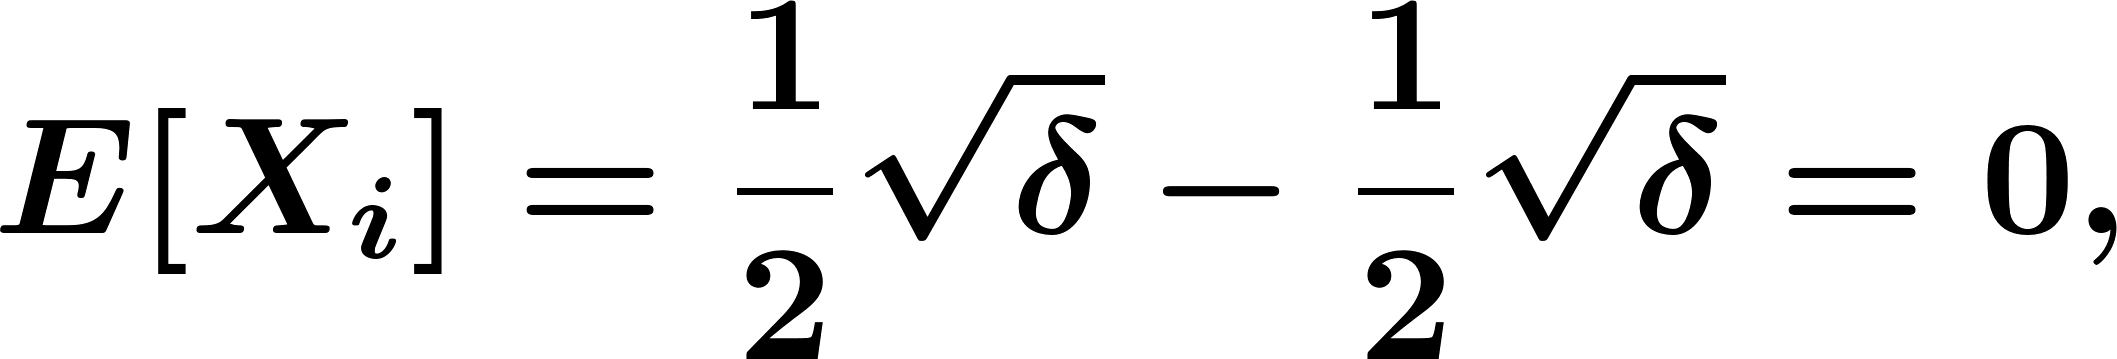 E[X_i] = \frac{1}{2}\sqrt{\delta} - \frac{1}{2}\sqrt{\delta} = 0,